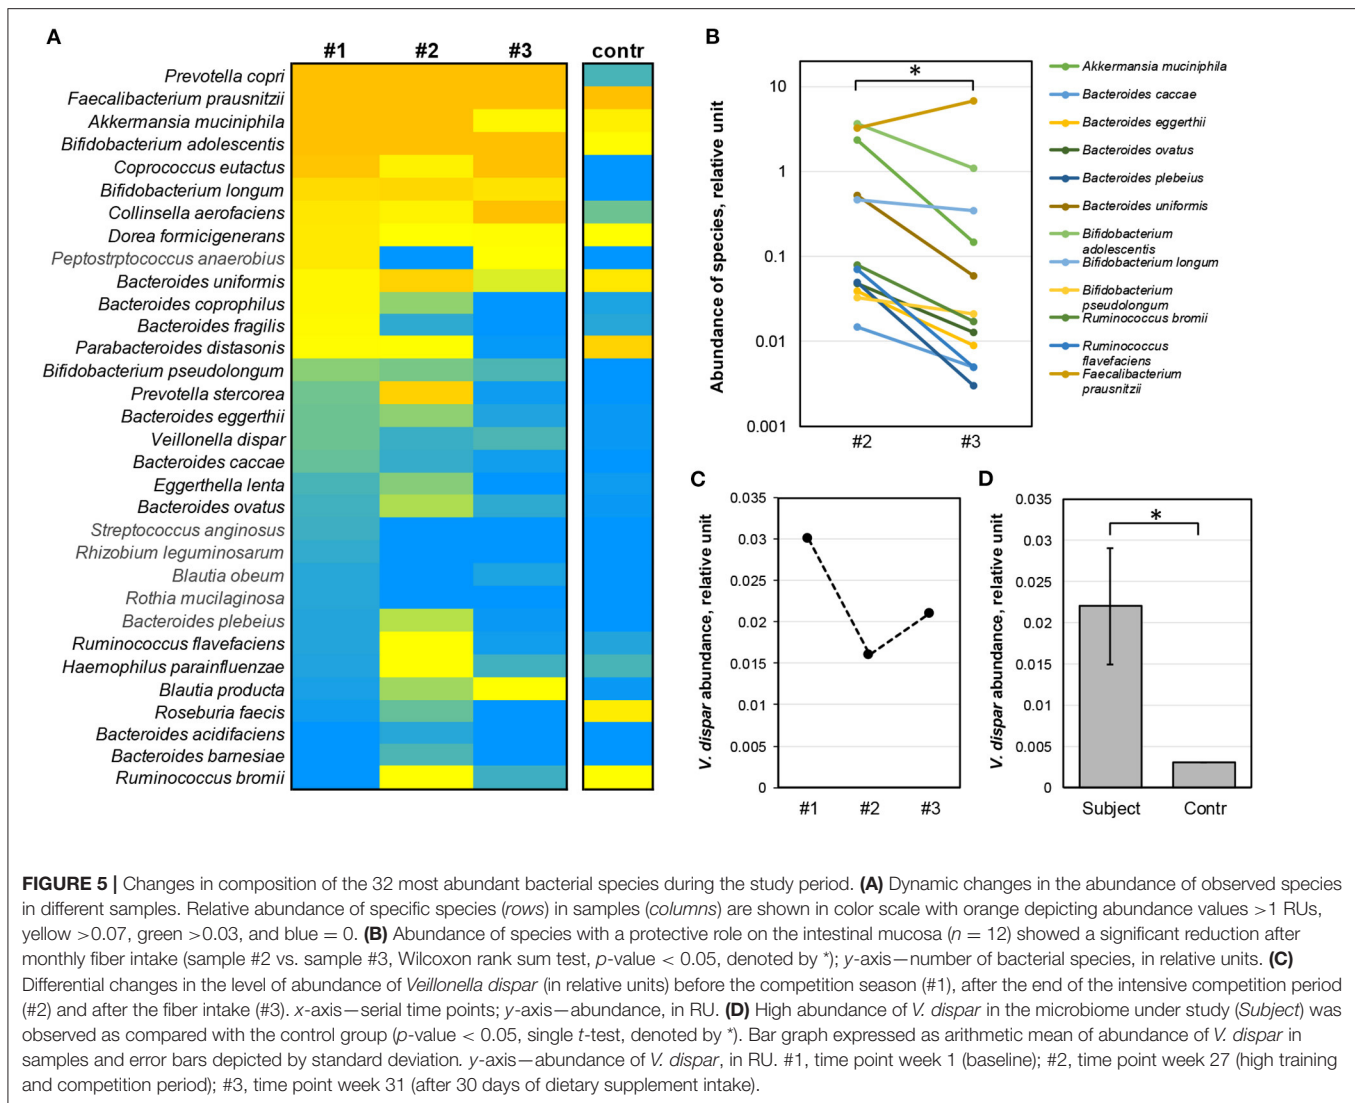 A
#1 #2 #3 contr
Prevotella copri
Faecalibacterium prausnitzii
Akkermansia muciniphila
Bifidobacterium adolescentis
Coprococcus eutactus
Bifidobacterium longum
Collinsella aerofaciens
Dorea formicigenerans
Peptostrptococcus anaerobius
Bacteroides uniformis
Bacteroides coprophilus
Bacteroides fragilis
Parabacteroides distasonis
Bifidobacterium pseudolongum
Prevotella stercorea
Bacteroides eggerthii
Veillonella dispar
Bacteroides caccae
Eggerthella lenta
Bacteroides ovatus
Streptococcus anginosus
Rhizobium leguminosarum
Blautia obeum
Rothia mucilaginosa
Bacteroides plebeius
Ruminococcus flavefaciens
Haemophilus parainfluenzae
Blautia producta
Roseburia faecis
Bacteroides acidifaciens
Bacteroides barnesiae
Ruminococcus bromii
B
Abundance of species, relative unit
10
1
0.1
0.01
0.001
*
#2 #3
Akkermansia muciniphila
Bacteroides caccae
Bacteroides eggerthii
Bacteroides ovatus
Bacteroides plebeius
Bacteroides uniformis
Bifidobacterium
adolescentis
Bifidobacterium longum
Bifidobacterium
pseudolongum
Ruminococcus bromii
Ruminococcus
flavefaciens
Faecalibacterium
prausnitzii
C
V. dispar abundance, relative unit
0.035
0.03
0.025
0.02
0.015
0.01
0.005
0
#1 #2 #3
D
V. dispar abundance, relative unit
0.035
0.03
0.025
0.02
0.015
0.01
0.005
0
*
Subject Contr
FIGURE 5 | Changes in composition of the 32 most abundant bacterial species during the study period. (A) Dynamic changes in the abundance of observed species
in different samples. Relative abundance of specific species (rows) in samples (columns) are shown in color scale with orange depicting abundance values >1 RUs,
yellow >0.07, green >0.03, and blue = 0. (B) Abundance of species with a protective role on the intestinal mucosa (n = 12) showed a significant reduction after
monthly fiber intake (sample #2 vs. sample #3, Wilcoxon rank sum test, p-value < 0.05, denoted by *); y-axis—number of bacterial species, in relative units. (C)
Differential changes in the level of abundance of Veillonella dispar (in relative units) before the competition season (#1), after the end of the intensive competition period
(#2) and after the fiber intake (#3). x-axis—serial time points; y-axis—abundance, in RU. (D) High abundance of V. dispar in the microbiome under study (Subject) was
observed as compared with the control group (p-value < 0.05, single t-test, denoted by *). Bar graph expressed as arithmetic mean of abundance of V. dispar in
samples and error bars depicted by standard deviation. y-axis—abundance of V. dispar, in RU. #1, time point week 1 (baseline); #2, time point week 27 (high training
and competition period); #3, time point week 31 (after 30 days of dietary supplement intake).